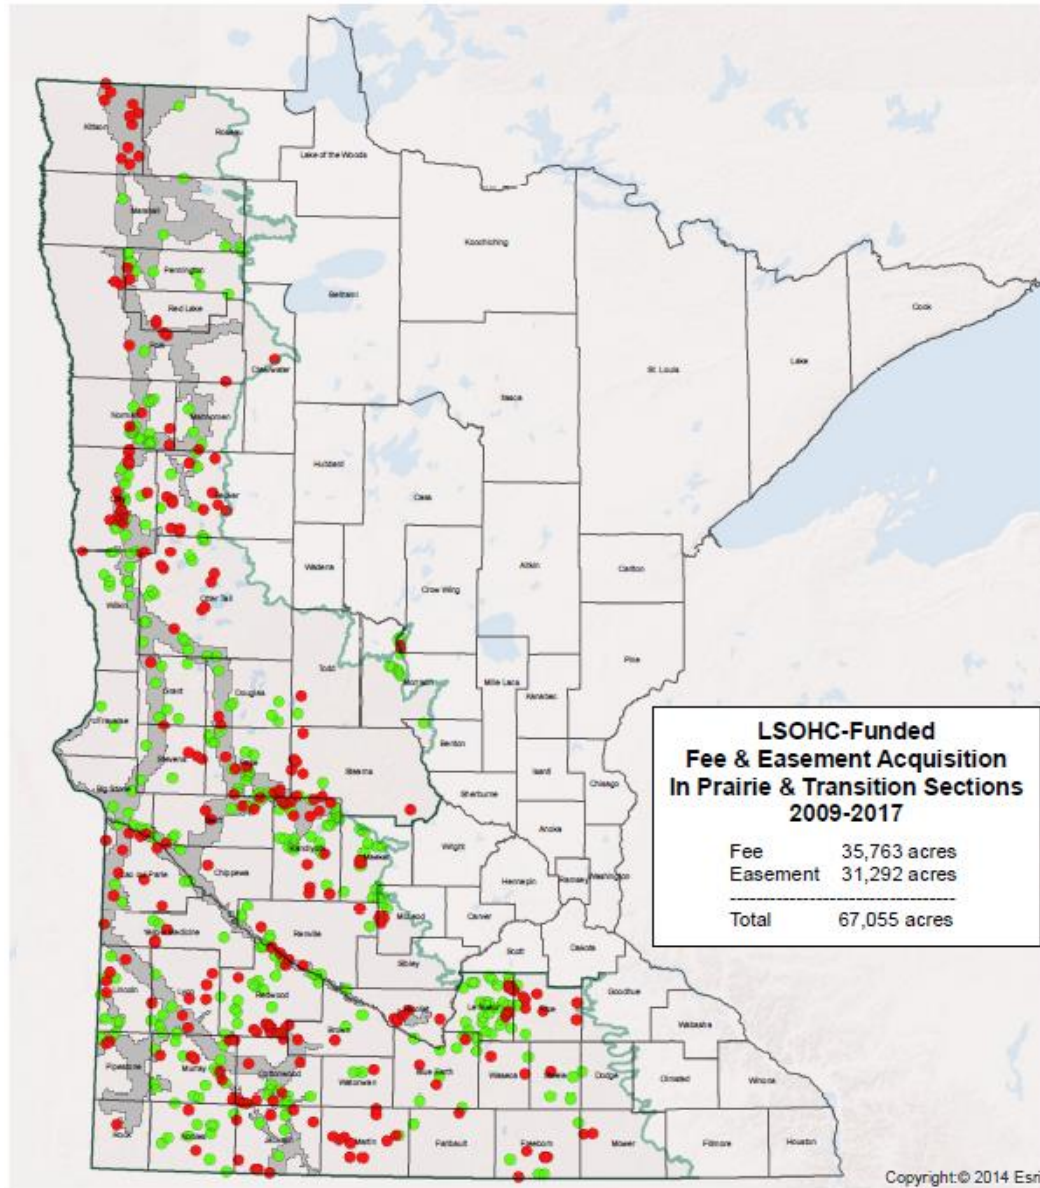 Kittson
Roseau
Lake of the Woods
Marshall
Koochiching
Pennington
Beltrami
Red Lake
Cook
Polk
Lake
Clearwater
St. Louis
Itasca
Norman
Mahnomen
Hubbard
Cass
Clay
Becker
Wadena
Crow Wing
Aitkin
Carlton
Wilkin
Otter Tail
Todd
Morrison
Mille Lacs
Pine
Kanabec
Grant
Douglas
Traverse
Benton
Stevens
Pope
Stearns
Isanti
Chisago
Big Stone
Sherburne
Anoka
Swift
Kandiyohi
Meeker
Wright
Hennepin
Ramsey
Washington
Lac qui Parle
Chippewa
McLeod
Carver
Yellow Medicine
Renville
Scott
Dakota
Sibley
Lincoln
Lyon
Redwood
Nicollet
Le Sueur
Rice
Goodhue
Wabasha
Brown
Pipestone
Murray
Cottonwood
Watonwan
Blue Earth
Waseca
Steele
Dodge
Olmsted
Winona
Rock
Nobles
Jackson
Martin
Faribault
Freeborn
Mower
Fillmore
Houston
LSOHC-Funded
Fee & Easement Acquisition
In Prairie & Transition Sections
2009-2017
Fee 35,763 acres
Easement 31,292 acres
-----------------------------------
Total 67,055 acres
Copyright:© 2014 Esri